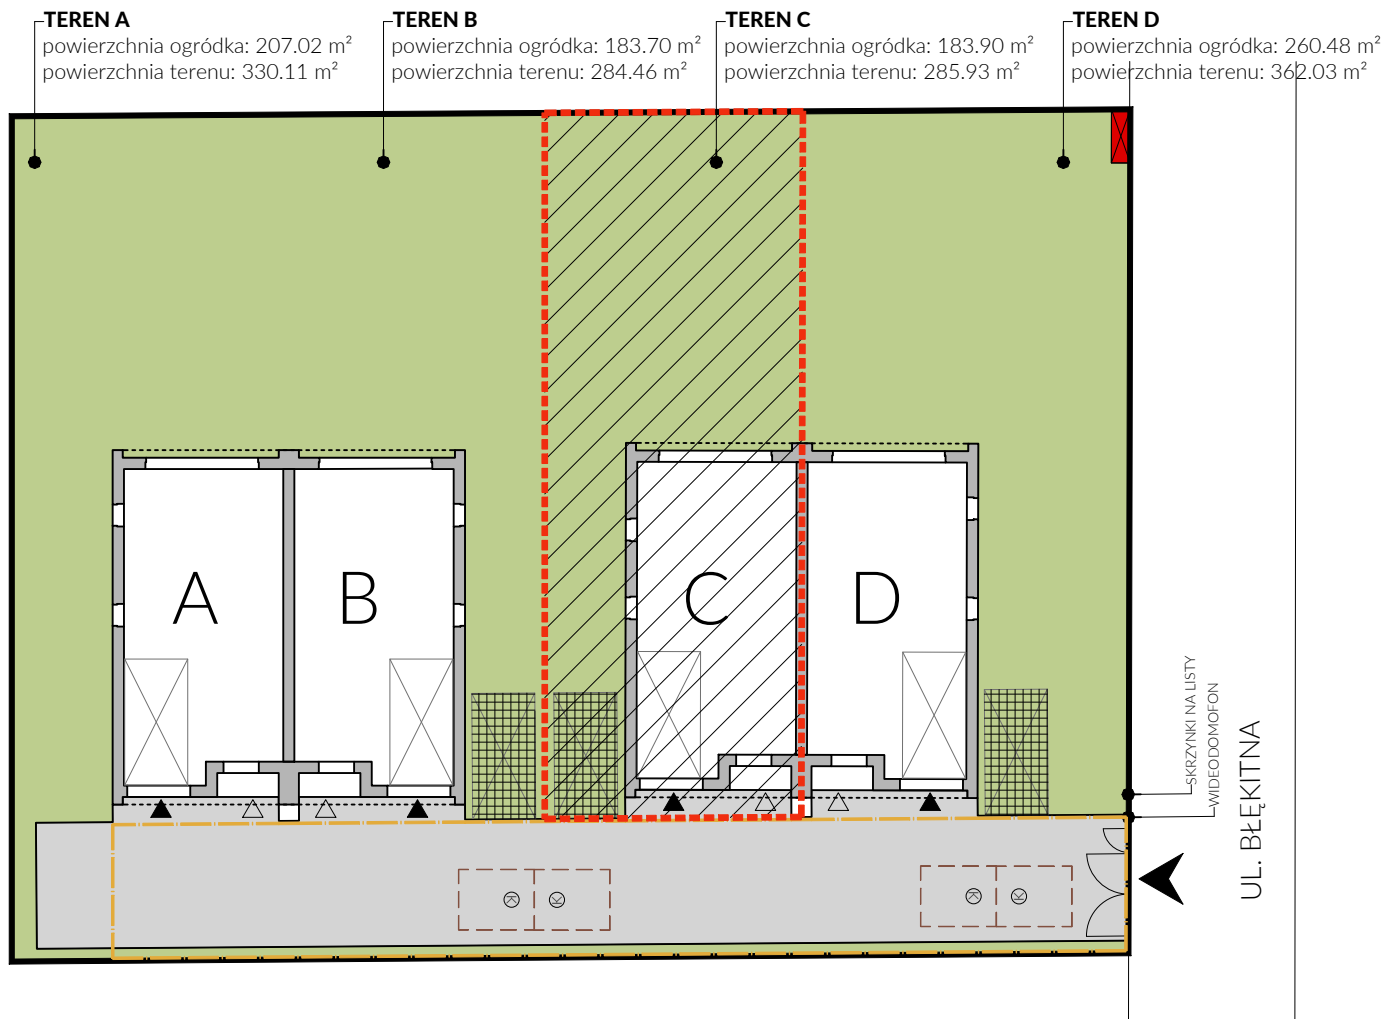 TEREN A
powierzchnia ogródka: 207.02 m²
powierzchnia terenu: 330.11 m²
TEREN B
powierzchnia ogródka: 183.70 m²
powierzchnia terenu: 284.46 m²
TEREN C
powierzchnia ogródka: 183.90 m²
powierzchnia terenu: 285.93 m²
TEREN D
powierzchnia ogródka: 260.48 m²
powierzchnia terenu: 362.03 m²
A
B
C
D
SKRZYNKI NA LISTY
WIDEODOMOFON
UL. BŁĘKITNA
K
K
K
K